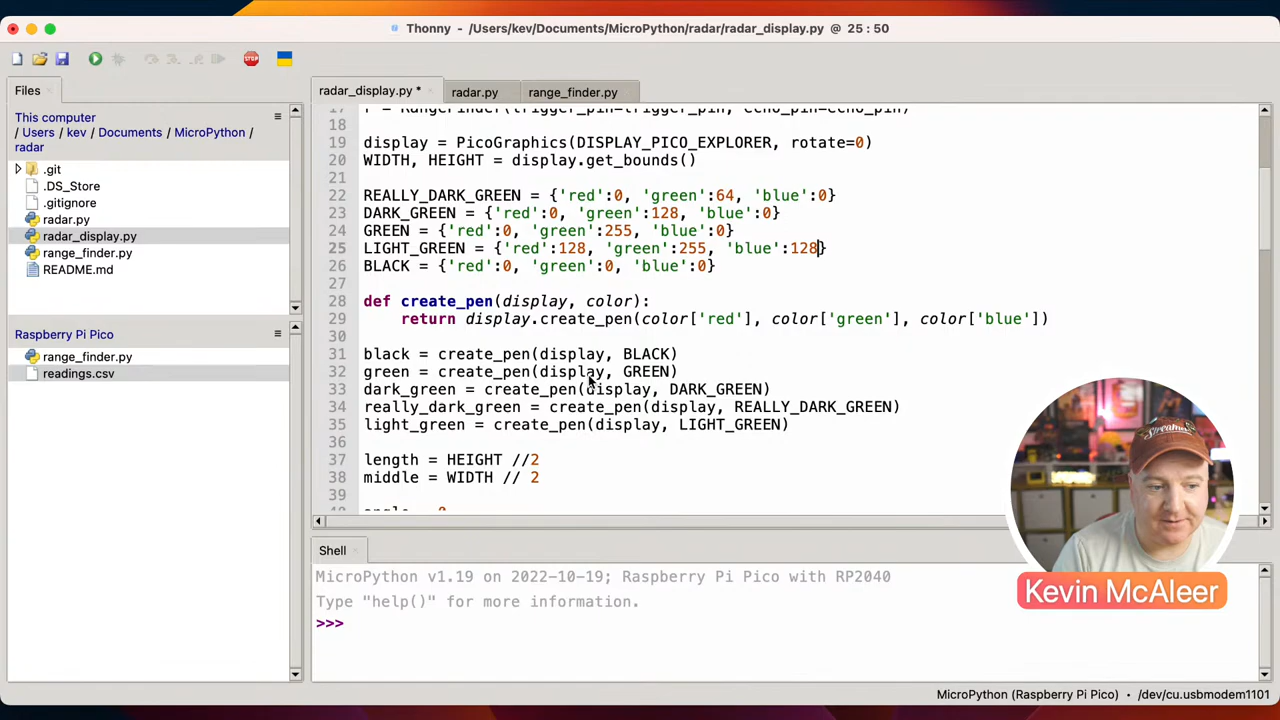 Thonny - /Users/kev/Documents/MicroPython/radar/radar_display.py @ 25 : 50
STOP
Files
radar_display.py *
radar.py
range_finder.py
This computer
/ Users / kev / Documents / MicroPython /
radar
.git
.DS_Store
.gitignore
radar.py
radar_display.py
range_finder.py
README.md
Raspberry Pi Pico
range_finder.py
readings.csv
18
19 display = PicoGraphics(DISPLAY_PICO_EXPLORER, rotate=0)
20 WIDTH, HEIGHT = display.get_bounds()
21
22 REALLY_DARK_GREEN = {'red':0, 'green':64, 'blue':0}
23 DARK_GREEN = {'red':0, 'green':128, 'blue':0}
24 GREEN = {'red':0, 'green':255, 'blue':0}
25 LIGHT_GREEN = {'red':128, 'green':255, 'blue':128}
26 BLACK = {'red':0, 'green':0, 'blue':0}
27
28 def create_pen(display, color):
29 return display.create_pen(color['red'], color['green'], color['blue'])
30
31 black = create_pen(display, BLACK)
32 green = create_pen(display, GREEN)
33 dark_green = create_pen(display, DARK_GREEN)
34 really_dark_green = create_pen(display, REALLY_DARK_GREEN)
35 light_green = create_pen(display, LIGHT_GREEN)
36
37 length = HEIGHT //2
38 middle = WIDTH // 2
39
Shell
MicroPython v1.19 on 2022-10-19; Raspberry Pi Pico with RP2040
Type "help()" for more information.
>>>
Kevin McAleer
MicroPython (Raspberry Pi Pico) • /dev/cu.usbmodem1101